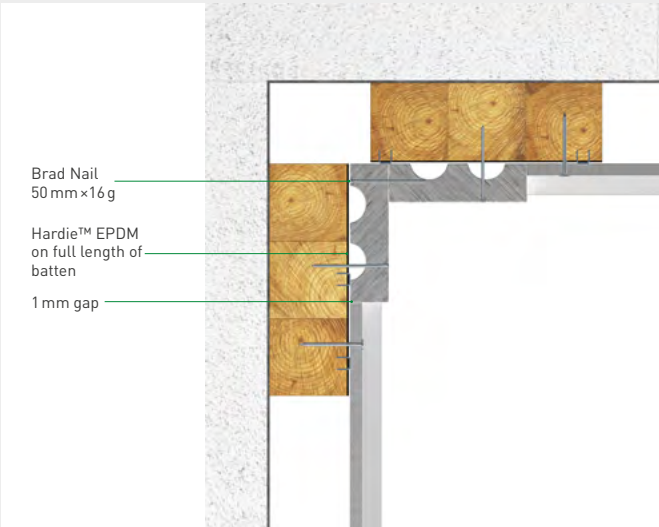 Brad Nail
50 mm × 16 g
Hardie™ EPDM
on full length of
batten
1 mm gap